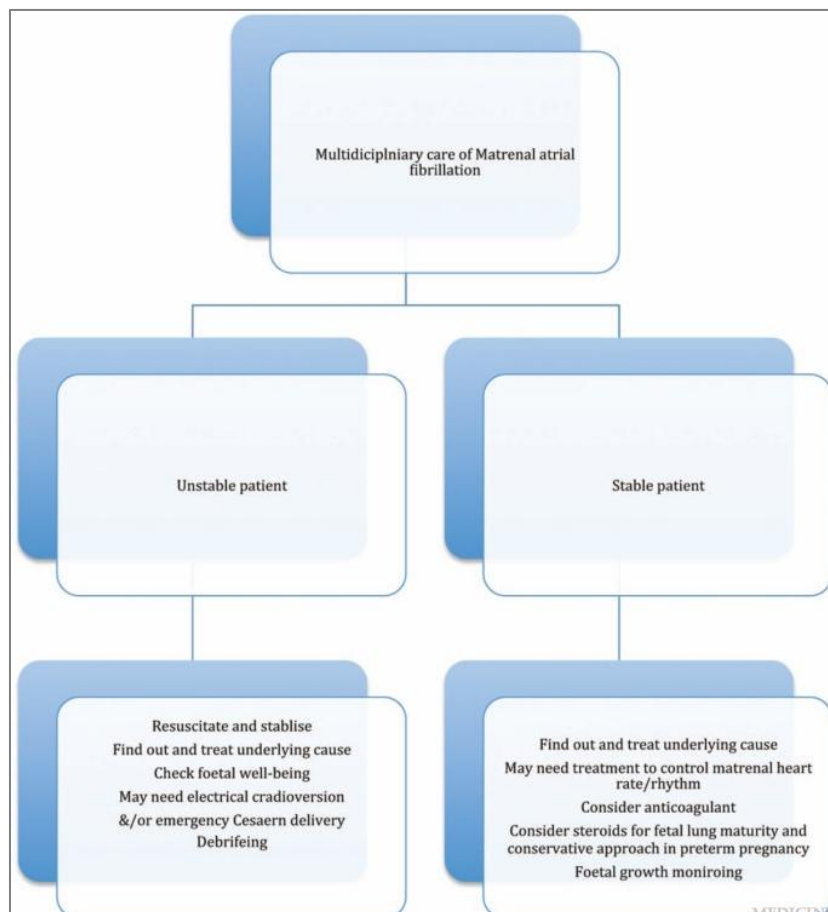 Multidiciplniary care of Matrenal atrial
fibrillation
Unstable patient
Stable patient
Resuscitate and stablise
Find out and treat underlying cause
Check foetal well-being
May need electrical cradioversion
&/or emergency Cesaern delivery
Debrifeing
Find out and treat underlying cause
May need treatment to control matrenal heart
rate/rhythm
Consider anticoagulant
Consider steroids for fetal lung maturity and
conservative approach in preterm pregnancy
Foetal growth moniroing